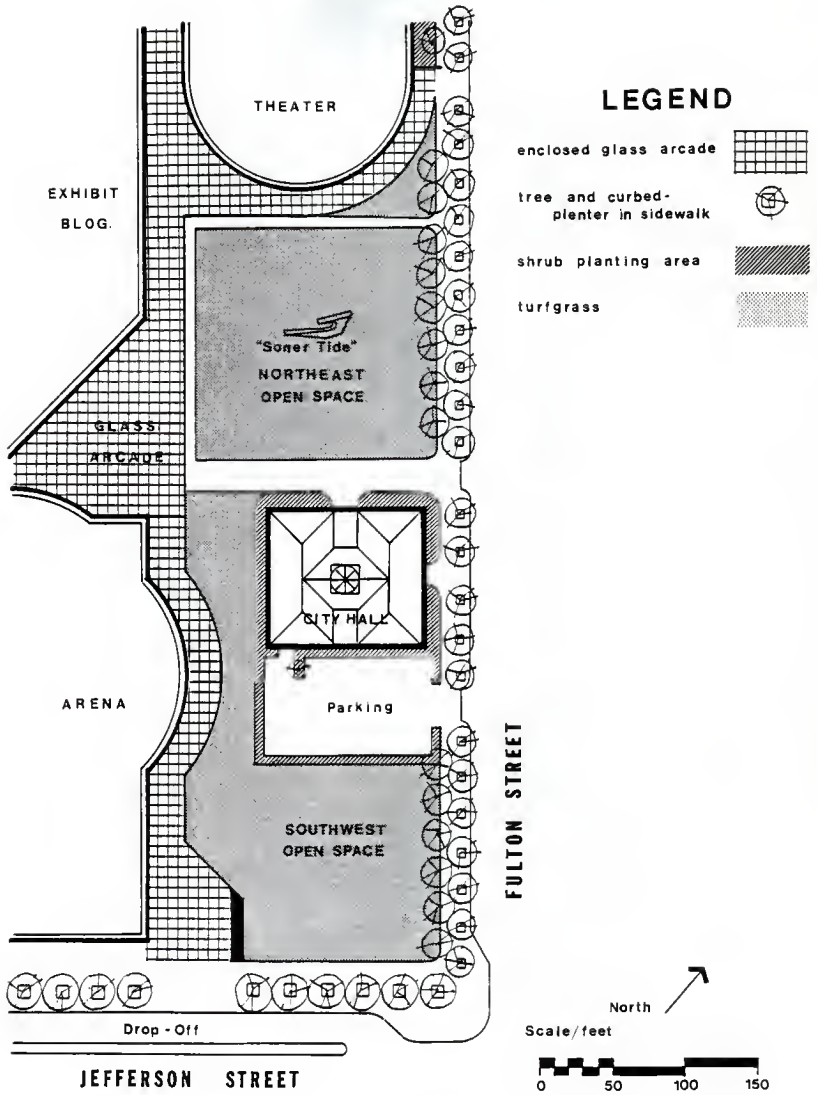 THEATER
EXHIBIT
BLOG.
"Soner Tide"
NORTHEAST
OPEN SPACE
GLASS
ARCADE
CITY HALL
ARENA
Parking
SOUTHWEST
OPEN SPACE
FULTON STREET
Drop-Off
JEFFERSON STREET
LEGEND
enclosed glass arcade
tree and curbed-
plenter in sidewalk
shrub planting area
turfgrass
North
Scale/feet
0 50 100 150